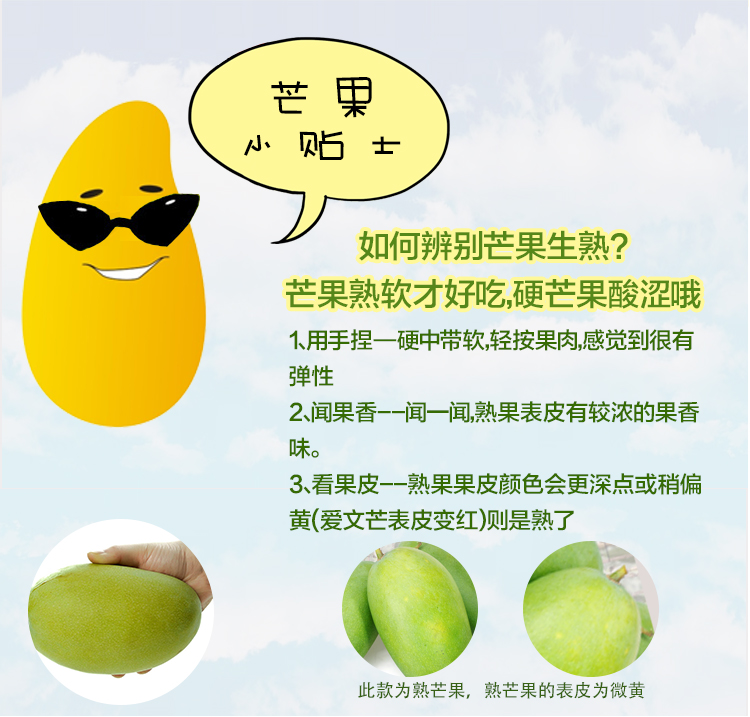 芒果
小贴士
如何辨别芒果生熟?
芒果熟软才好吃,硬芒果酸涩哦
1、用手捏—硬中带软,轻按果肉,感觉到很有
弹性
2、闻果香--闻一闻,熟果表皮有较浓的果香
味。
3、看果皮--熟果果皮颜色会更深点或稍偏
黄(爱文芒表皮变红)则是熟了
此款为熟芒果，熟芒果的表皮为微黄